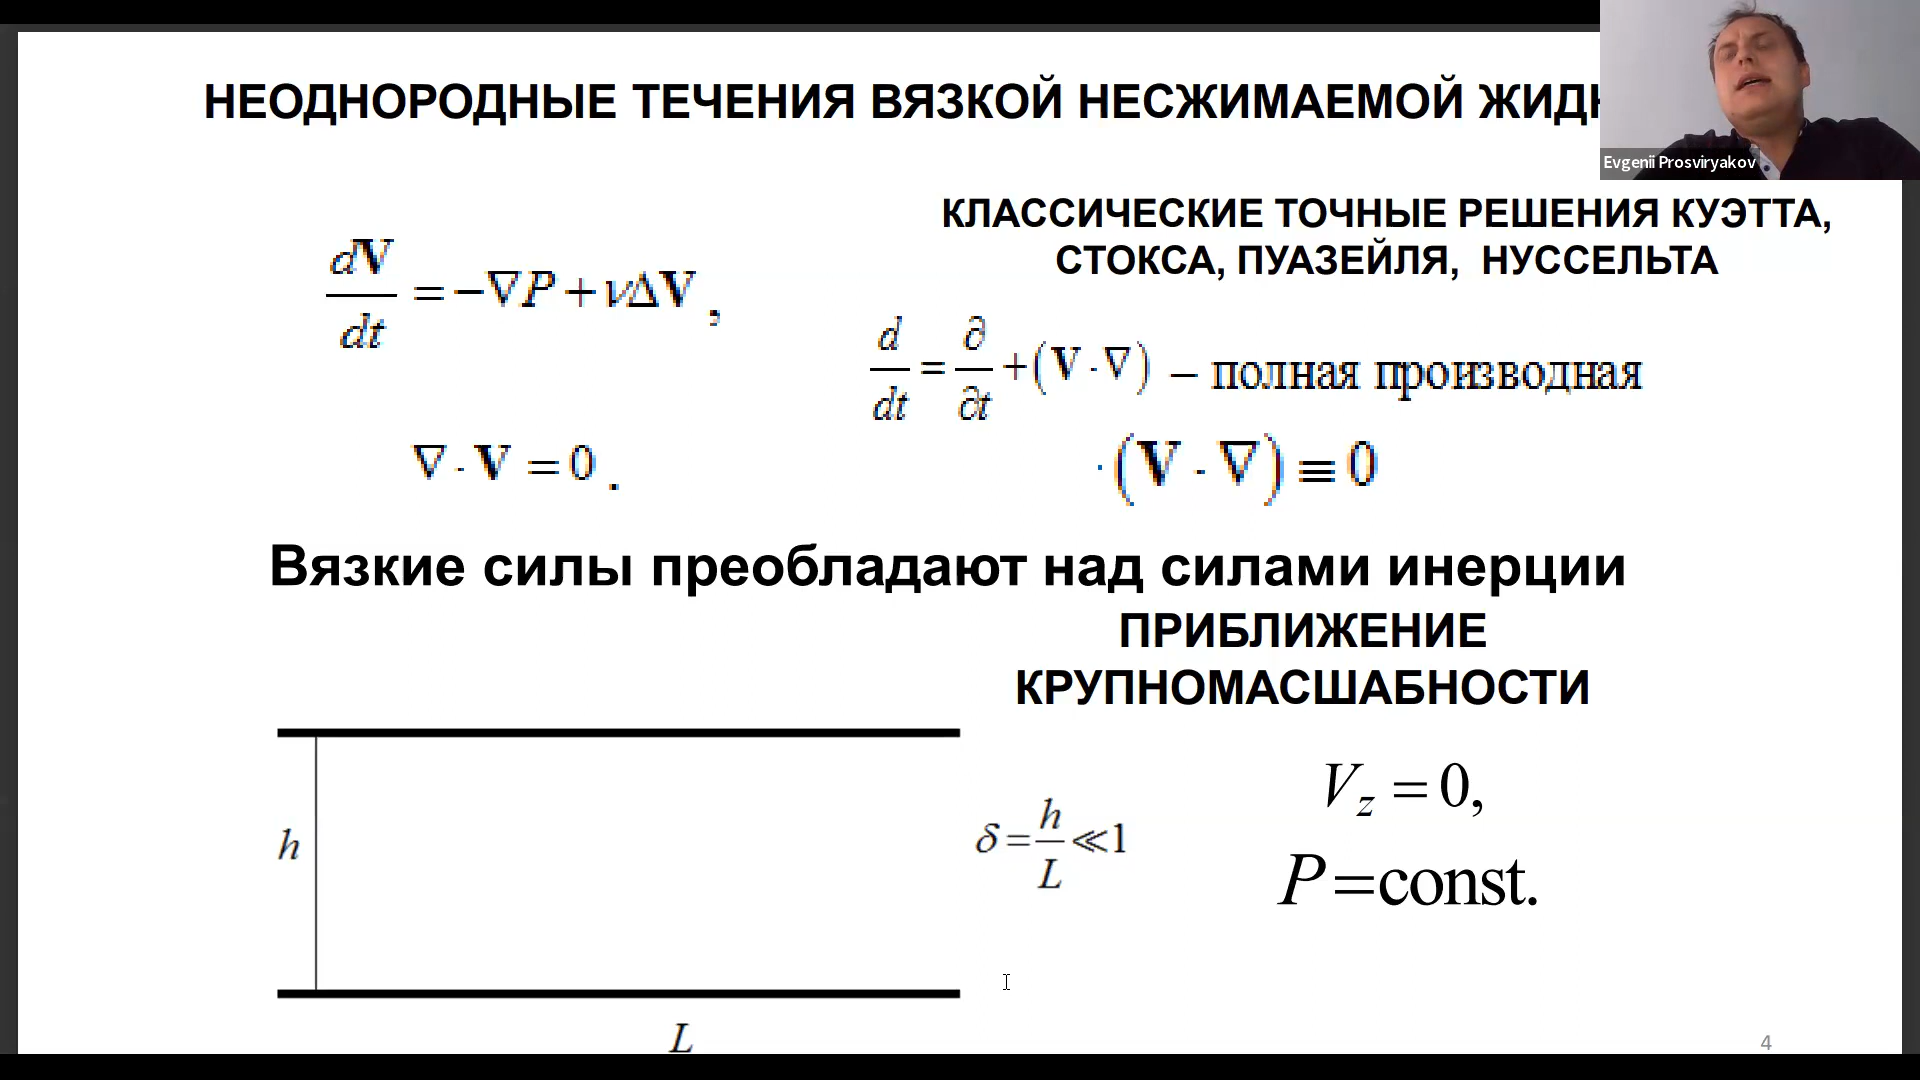 НЕОДНОРОДНЫЕ ТЕЧЕНИЯ ВЯЗКОЙ НЕСЖИМАЕМОЙ
Evgenii Prosviryakov
КЛАССИЧЕСКИЕ ТОЧНЫЕ РЕШЕНИЯ КУЭТТА,
СТОКСА, ПУАЗЕЙЛЯ, НУССЕЛЬТА
dV/dt = −∇P + νΔV ,
d/dt = ∂/∂t + (V · ∇) – полная производная
∇ · V = 0 .
(V · ∇) ≡ 0
Вязкие силы преобладают над силами инерции
ПРИБЛИЖЕНИЕ
КРУПНОМАСШАБНОСТИ
V_z = 0,
h
δ = h/L ≪ 1
P = const.
L
4